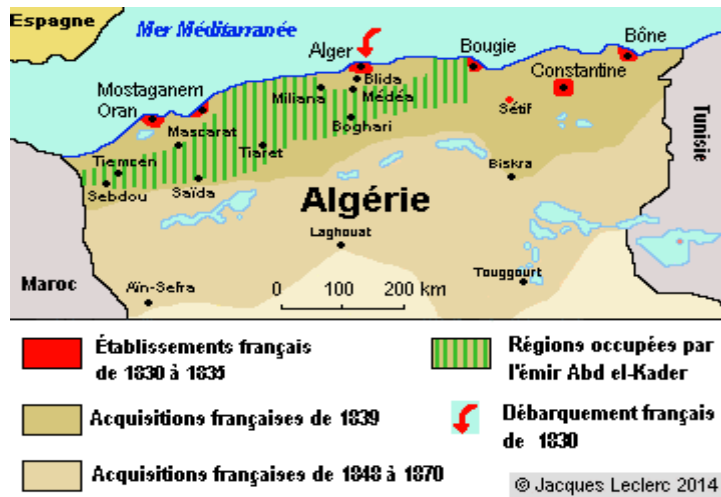 Espagne
Mer Méditarranée
Alger
Bougie
Bône
Blida
Constantine
Mostaganem
Miliana
Médéa
Oran
Sétif
Boghari
Mascarat
Tiaret
Tunisie
Tiemcén
Biskra
Sebdou
Saïda
Algérie
Laghouat
Maroc
Touggourt
Aïn-Sefra
0 100 200 km
Établissements français
de 1830 à 1835
Régions occupées par
l'émir Abd el-Kader
Acquisitions françaises de 1839
Débarquement français
de 1830
Acquisitions françaises de 1848 à 1870
© Jacques Leclerc 2014